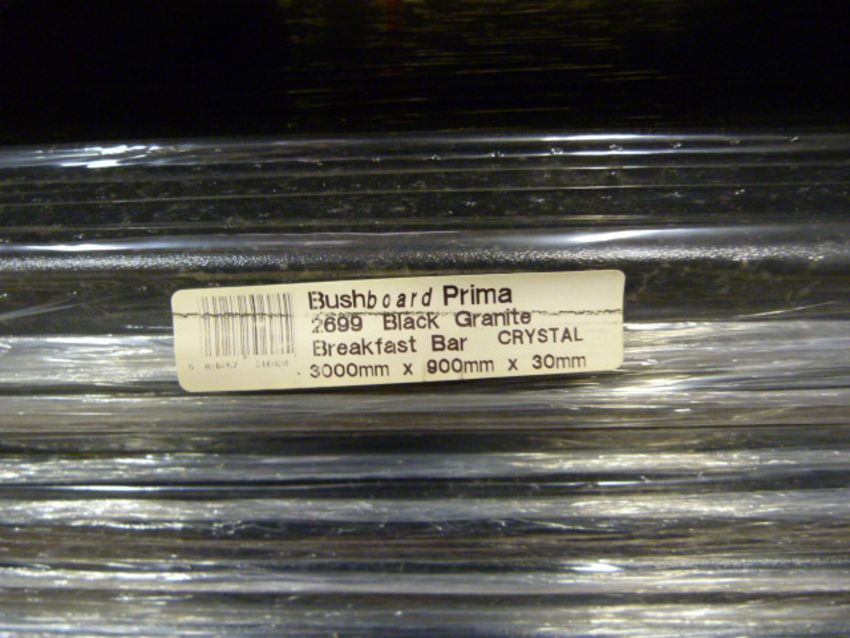 Bushboard Prima
2699 Black Granite
Breakfast Bar CRYSTAL
3000mm x 900mm x 30mm